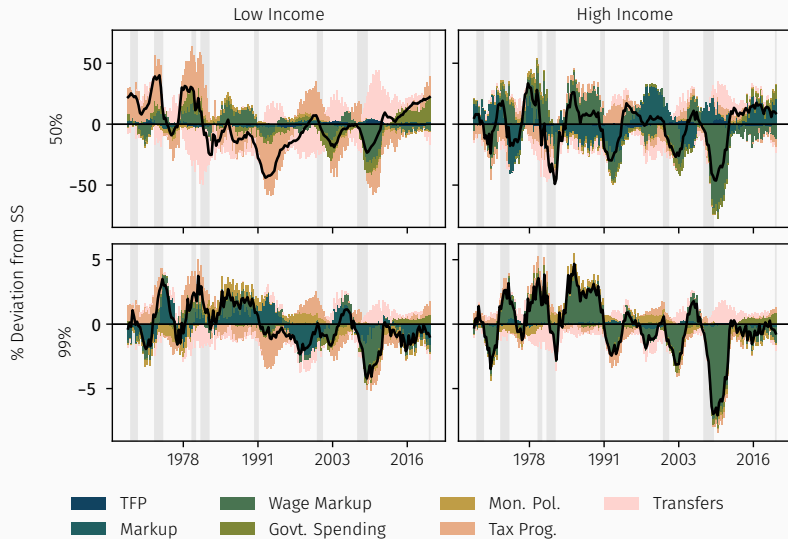 Low Income
High Income
% Deviation from SS
50%
50
0
−50
99%
5
0
−5
1978
1991
2003
2016
1978
1991
2003
2016
TFP
Wage Markup
Mon. Pol.
Transfers
Markup
Govt. Spending
Tax Prog.